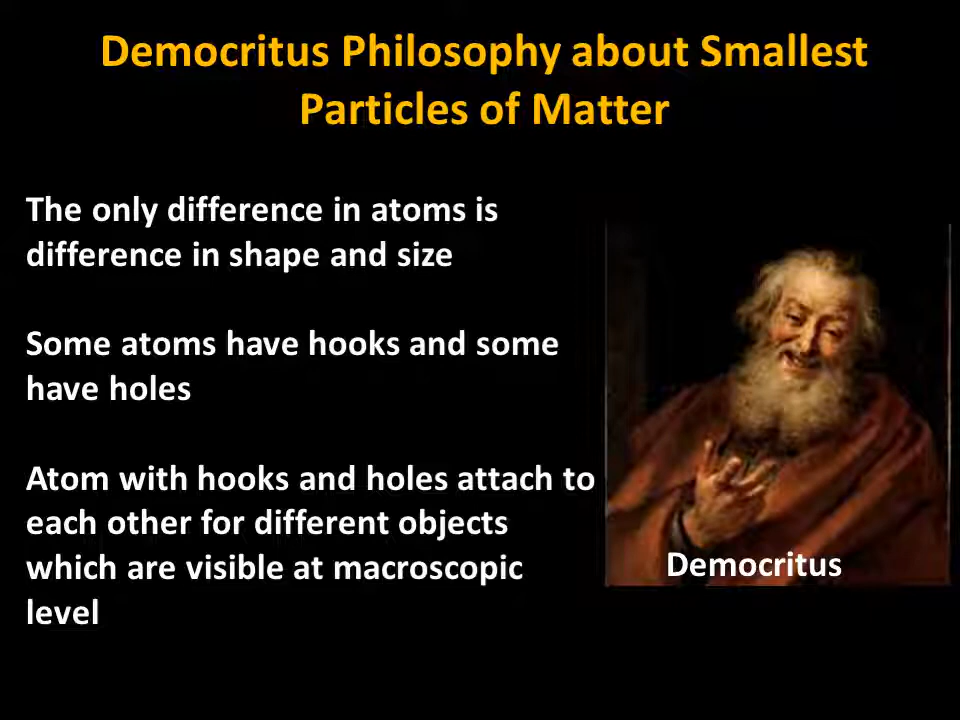 Democritus Philosophy about Smallest
Particles of Matter
The only difference in atoms is
difference in shape and size
Some atoms have hooks and some
have holes
Atom with hooks and holes attach to
each other for different objects
which are visible at macroscopic
level
Democritus